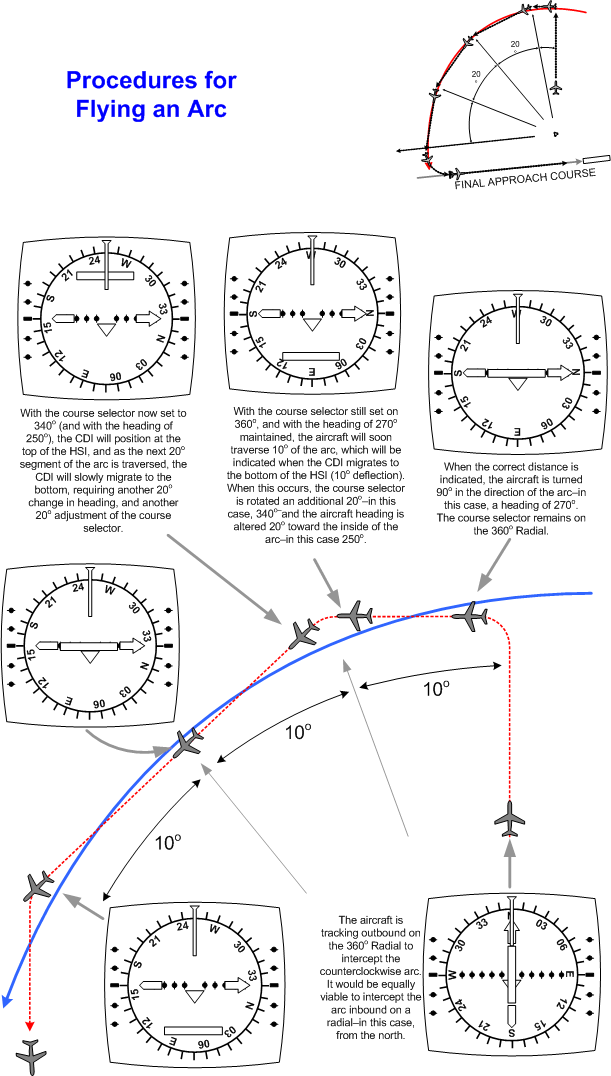 Procedures for
Flying an Arc
20
°
20
°
FINAL APPROACH COURSE
21
24
W
30
33
N
03
06
E
12
15
S
W
30
N
03
06
E
12
S
21
24
W
30
33
N
03
06
E
12
15
S
With the course selector now set to
340° (and with the heading of
250°), the CDI will position at the
top of the HSI, and as the next 20°
segment of the arc is traversed, the
CDI will slowly migrate to the
bottom, requiring another 20°
change in heading, and another
20° adjustment of the course
selector.
With the course selector still set on
360°, and with the heading of 270°
maintained, the aircraft will soon
traverse 10° of the arc, which will be
indicated when the CDI migrates to
the bottom of the HSI (10° deflection).
When this occurs, the course selector
is rotated an additional 20°–in this
case, 340°and the aircraft heading is
altered 20° toward the inside of the
arc–in this case 250°.
When the correct distance is
indicated, the aircraft is turned
90° in the direction of the arc–in
this case, a heading of 270°.
The course selector remains on
the 360° Radial.
21
24
W
30
33
N
03
06
E
12
15
S
10°
10°
10°
21
24
W
30
33
N
03
06
E
12
15
S
The aircraft is
tracking outbound on
the 360° Radial to
intercept the
counterclockwise arc.
It would be equally
viable to intercept the
arc inbound on a
radial–in this case,
from the north.
30
33
N
03
06
E
12
15
S
21
24
W